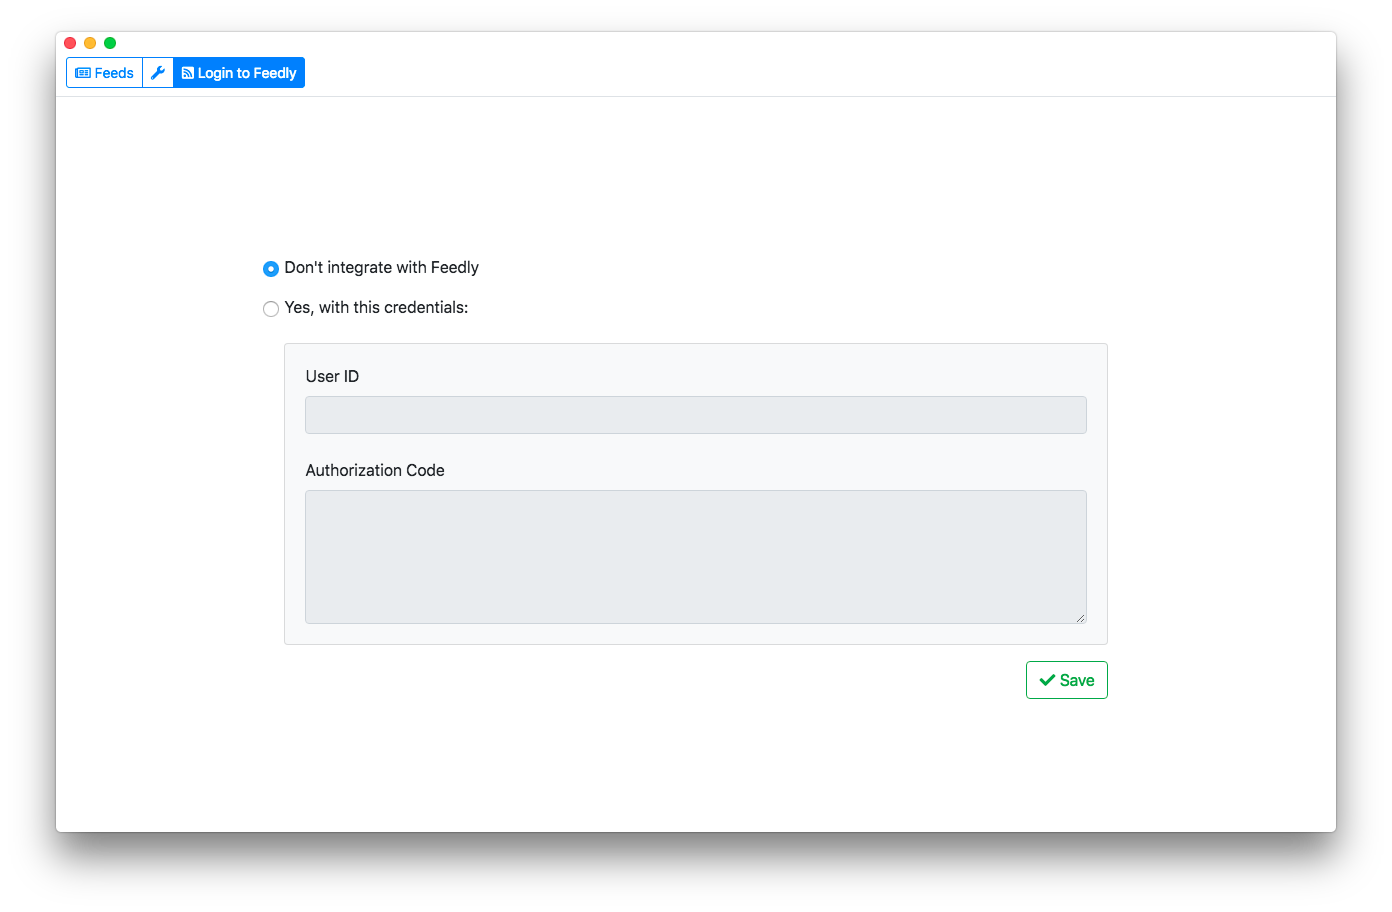 Feeds
Login to Feedly
Don't integrate with Feedly
Yes, with this credentials:
User ID
Authorization Code
Save